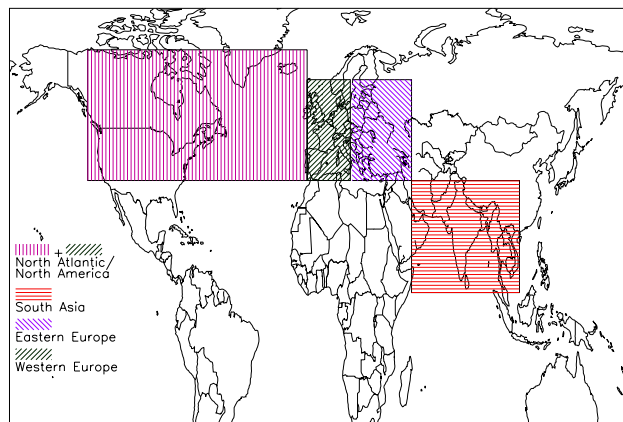 +
North Atlantic/
North America
South Asia
Eastern Europe
Western Europe